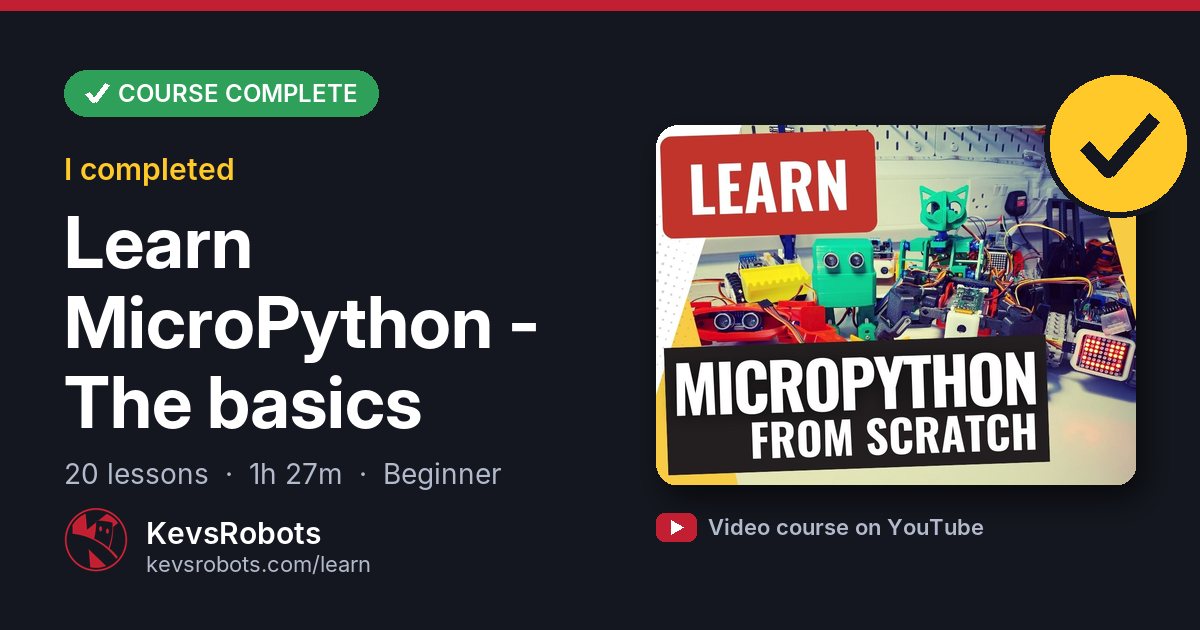 COURSE COMPLETE
I completed
Learn
MicroPython -
The basics
20 lessons · 1h 27m · Beginner
KevsRobots
kevsrobots.com/learn
LEARN
MICROPYTHON
FROM SCRATCH
Video course on YouTube